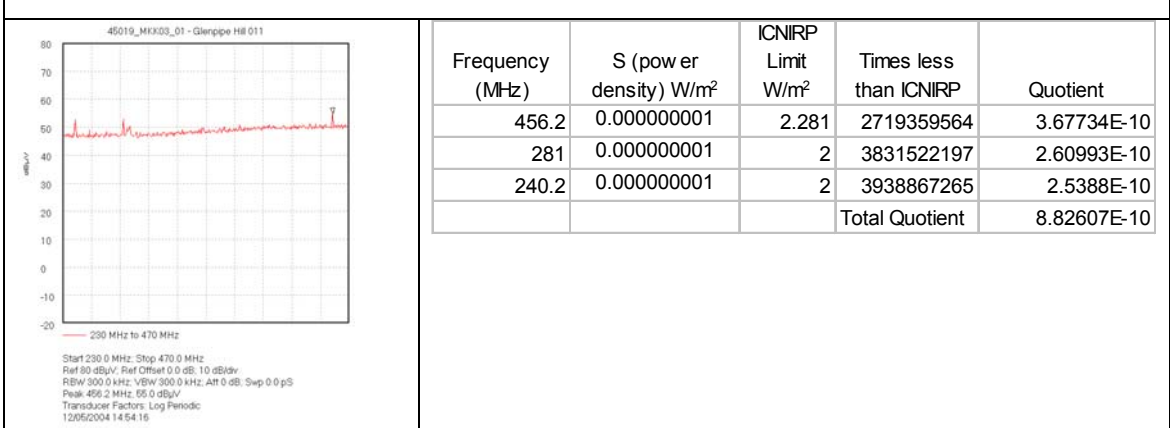 45019_MKK03_01 - Glenpipe Hill 011
80
70
60
50
40
30
20
10
0
-10
-20
dBµV
230 MHz to 470 MHz
Start 230.0 MHz; Stop 470.0 MHz
Ref 80 dBµV; Ref Offset 0.0 dB; 10 dB/div
RBW 300.0 kHz; VBW 300.0 kHz; Att 0 dB; Swp 0.0 pS
Peak 456.2 MHz, 55.0 dBµV
Transducer Factors: Log Periodic
12/05/2004 14:54:16
Frequency (MHz) S (pow er density) W/m² ICNIRP Limit W/m² Times less than ICNIRP Quotient
456.2 0.000000001 2.281 2719359564 3.67734E-10
281 0.000000001 2 3831522197 2.60993E-10
240.2 0.000000001 2 3938867265 2.5388E-10
Total Quotient 8.82607E-10